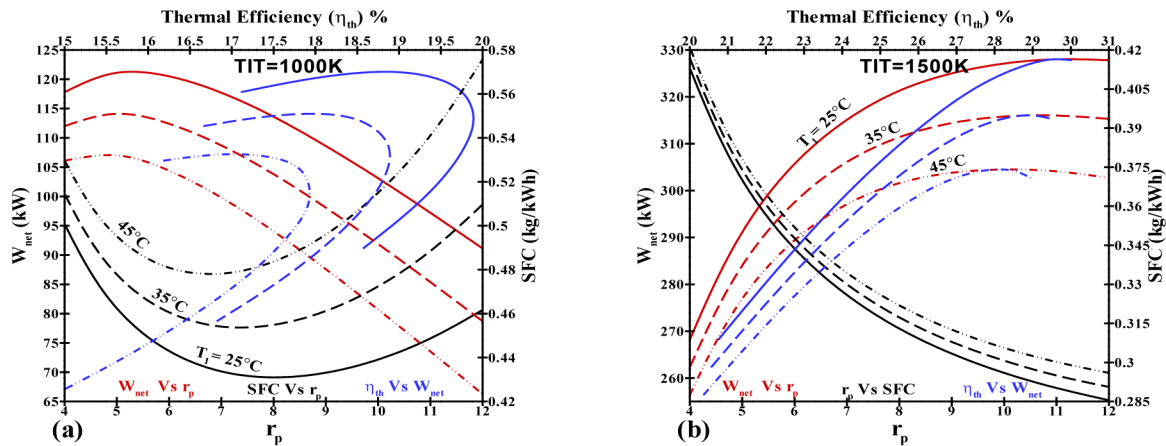 Thermal Efficiency (ηth) %
15 15.5 16 16.5 17 17.5 18 18.5 19 19.5 20
TIT=1000K
125
120
115
110
105
100
95
90
85
80
75
70
65
Wnet (kW)
0.58
0.56
0.54
0.52
0.5
0.48
0.46
0.44
0.42
SFC (kg/kWh)
45°C
35°C
T1= 25°C
Wnet Vs rp
SFC Vs rp
ηth Vs Wnet
4 5 6 7 8 9 10 11 12
(a)
rp
Thermal Efficiency (ηth) %
20 21 22 23 24 25 26 27 28 29 30 31
TIT=1500K
330
320
310
300
290
280
270
260
Wnet (kW)
0.42
0.405
0.39
0.375
0.36
0.345
0.33
0.315
0.3
0.285
SFC (kg/kWh)
T1= 25°C
35°C
45°C
Wnet Vs rp
rp Vs SFC
ηth Vs Wnet
4 5 6 7 8 9 10 11 12
(b)
rp